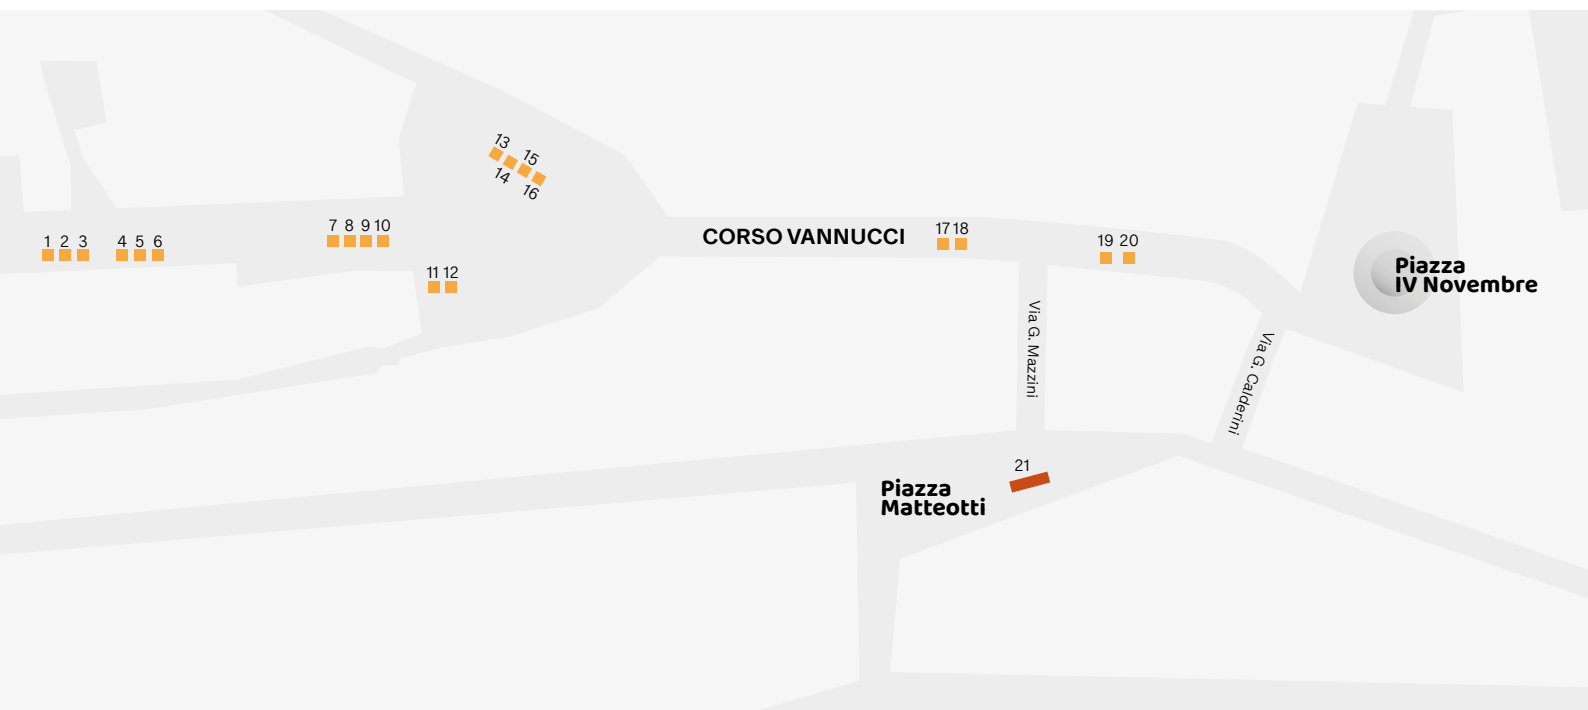 13
15
14
16
1 2 3
4 5 6
7 8 9 10
11 12
CORSO VANNUCCI
17 18
19 20
Piazza
IV Novembre
Via G. Mazzini
Via G. Calderini
21
Piazza
Matteotti